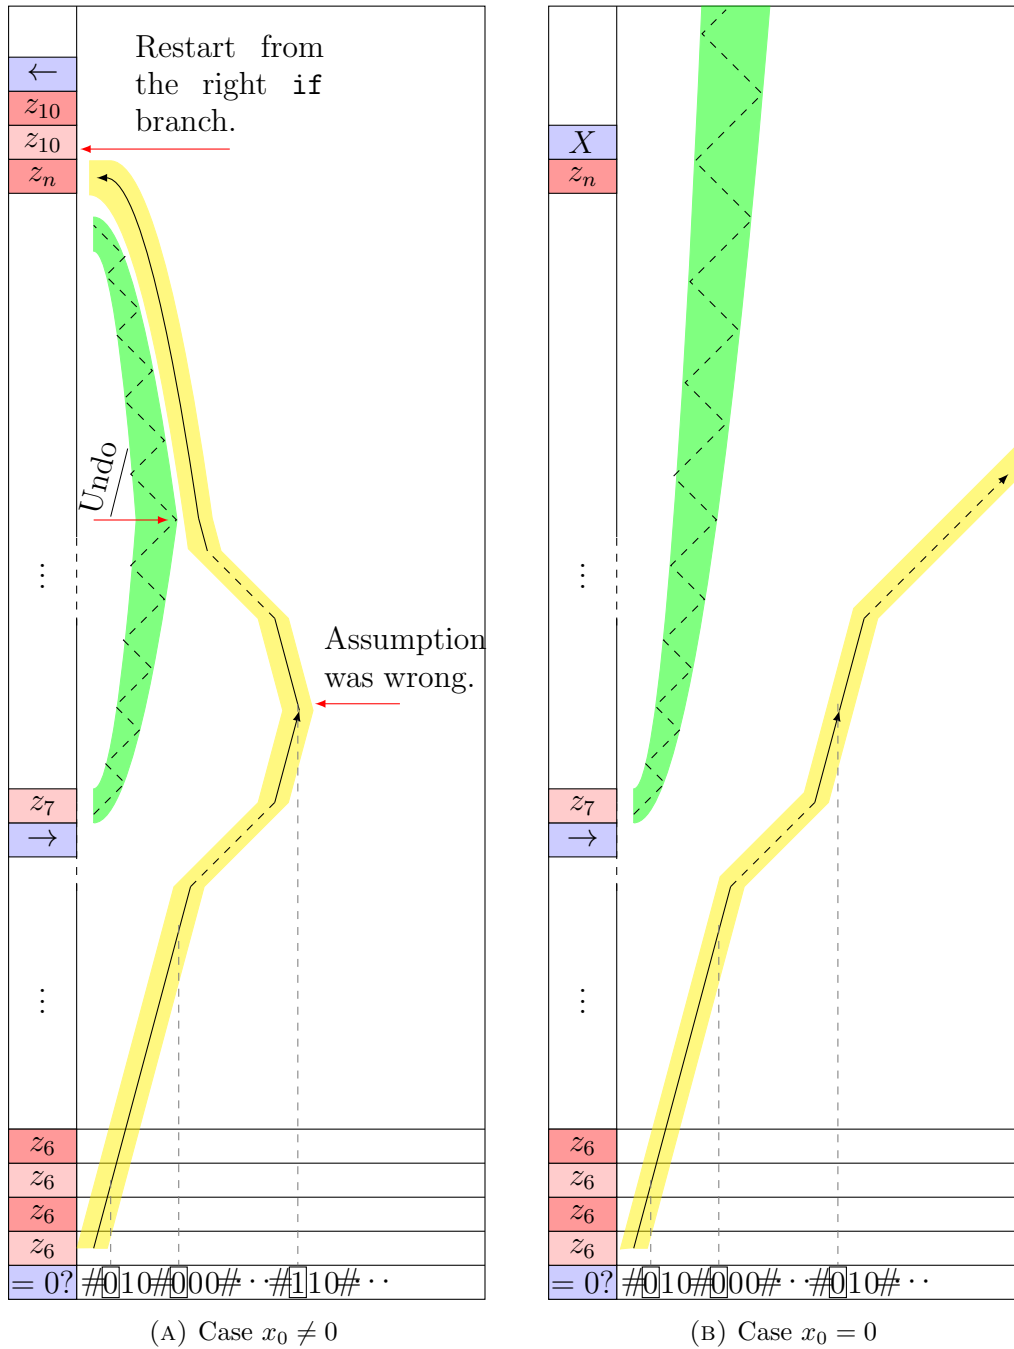 Restart from
the right if
branch.
←
z10
z10
zn
X
zn
Undo
⋮
⋮
Assumption
was wrong.
z7
→
z7
→
⋮
⋮
z6
z6
z6
z6
z6
z6
z6
z6
= 0? #010#000#···#110#···
= 0? #010#000#···#010#···
(A) Case x0 ≠ 0
(B) Case x0 = 0